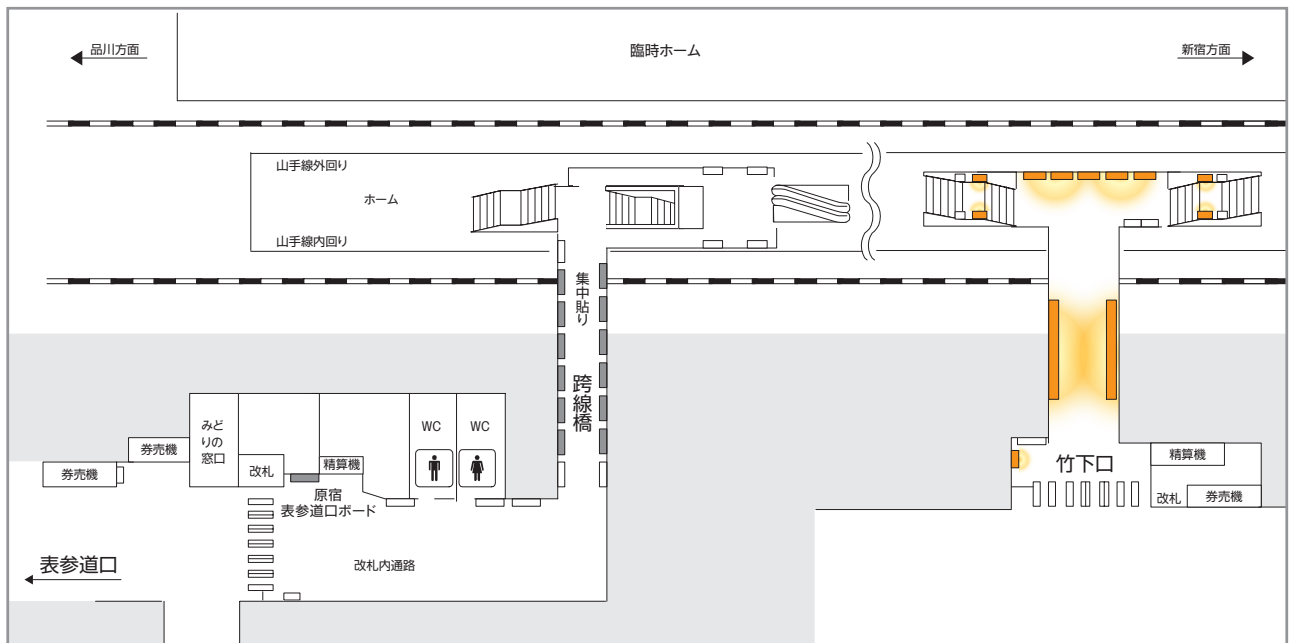 品川方面
臨時ホーム
新宿方面
山手線外回り
ホーム
山手線内回り
集中貼り
跨線橋
みど
りの
窓口
WC
WC
券売機
券売機
改札
精算機
原宿
表参道口ボード
竹下口
精算機
改札
券売機
表参道口
改札内通路